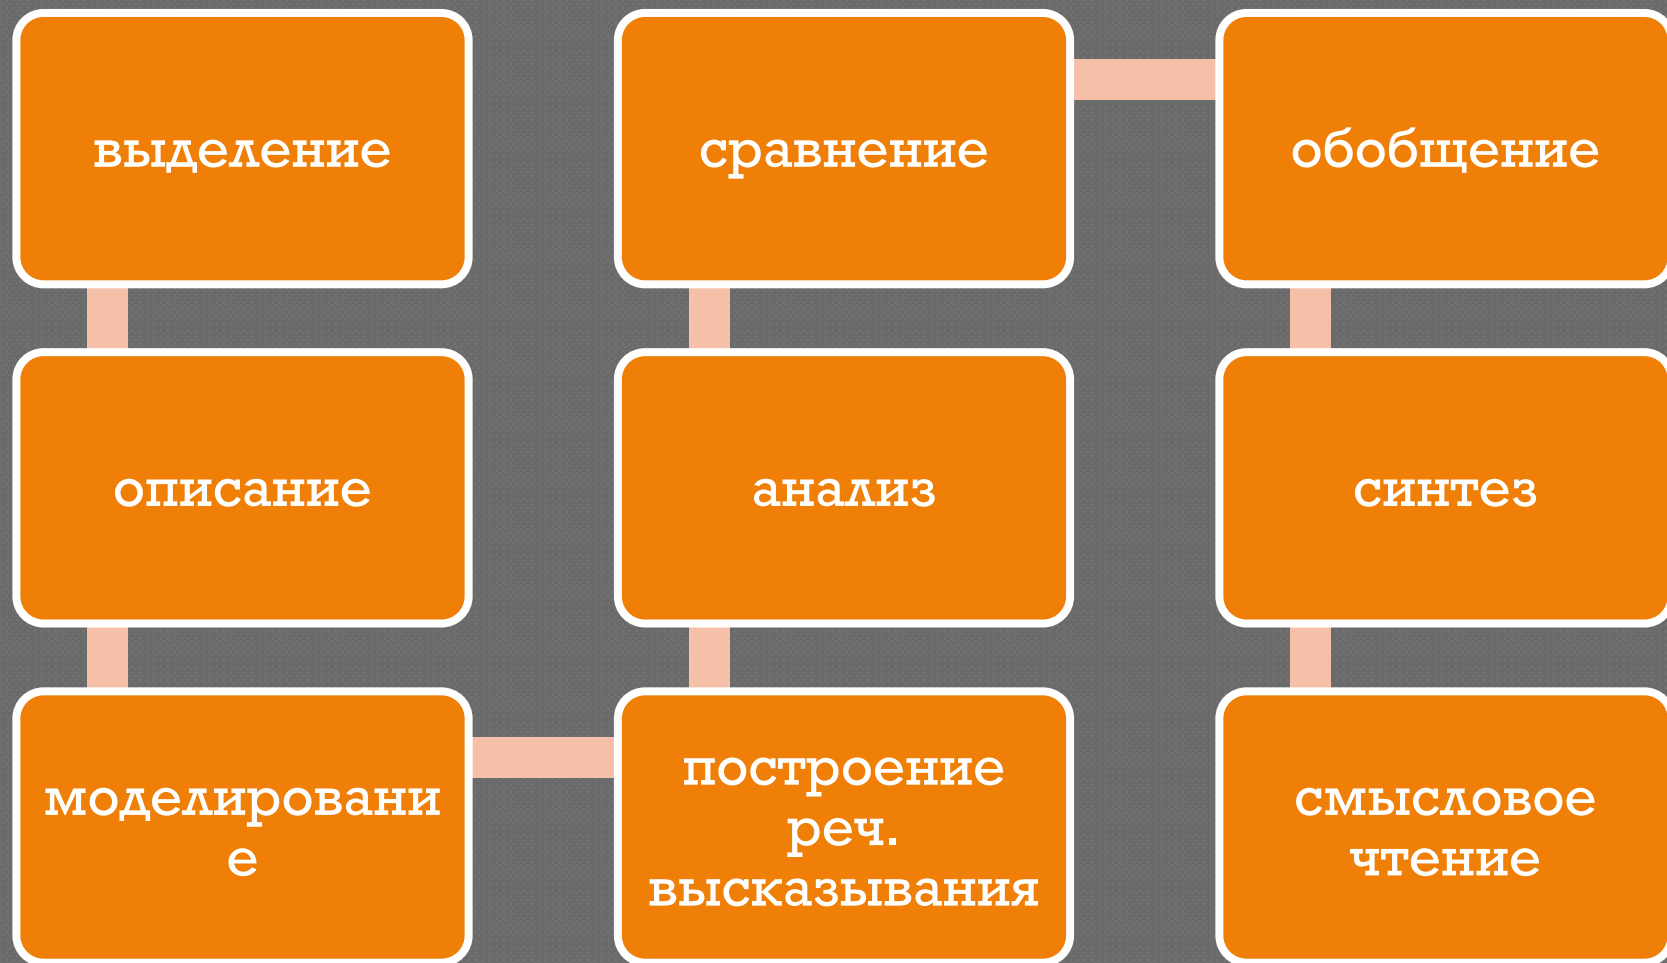 выделение
описание
моделировани
е
построение
реч.
высказывания
анализ
сравнение
обобщение
синтез
смысловое
чтение